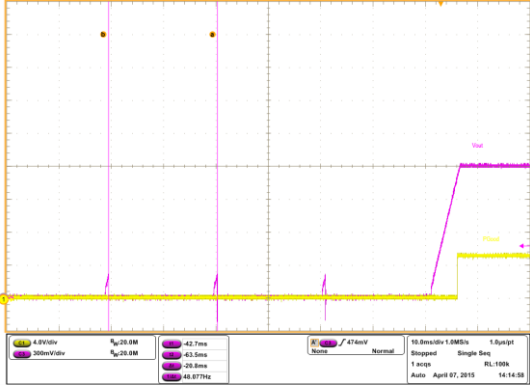 b
a
Vout
1
C1 4.0V/div
BW:20.0M
C3 300mV/div
BW:20.0M
-42.7ms
-63.5ms
-20.8ms
48.077Hz
A' C3 474mV
None Normal
10.0ms/div 1.0MS/s 1.0µs/pt
Stopped Single Seq
1 acqs RL:100k
Auto April 07, 2015 14:14:58